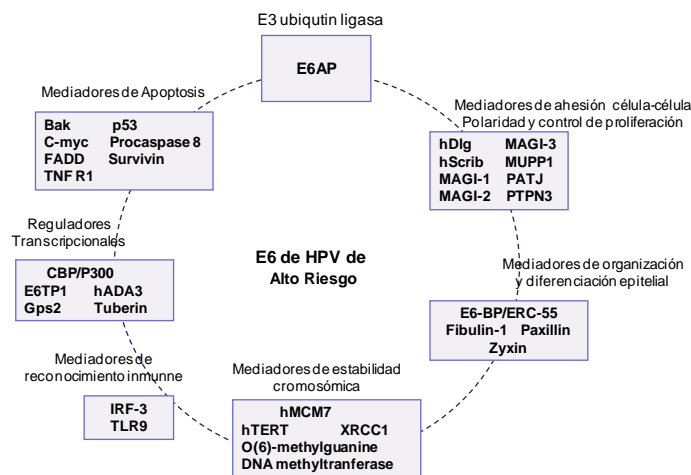 E3 ubiqutin ligasa
E6AP
Mediadores de Apoptosis
Bak p53
C-myc Procaspase 8
FADD Survivin
TNF R1
Mediadores de ahesión célula-célula
Polaridad y control de proliferación
hDlg MAGI-3
hScrib MUPP1
MAGI-1 PATJ
MAGI-2 PTPN3
Reguladores
Transcripcionales
CBP/P300
E6TP1 hADA3
Gps2 Tuberin
E6 de HPV de
Alto Riesgo
Mediadores de organización
y diferenciación epitelial
E6-BP/ERC-55
Fibulin-1 Paxillin
Zyxin
Mediadores de
reconocimiento inmunne
IRF-3
TLR9
Mediadores de estabilidad
cromosómica
hMCM7
hTERT XRCC1
O(6)-methylguanine
DNA methyltranferase